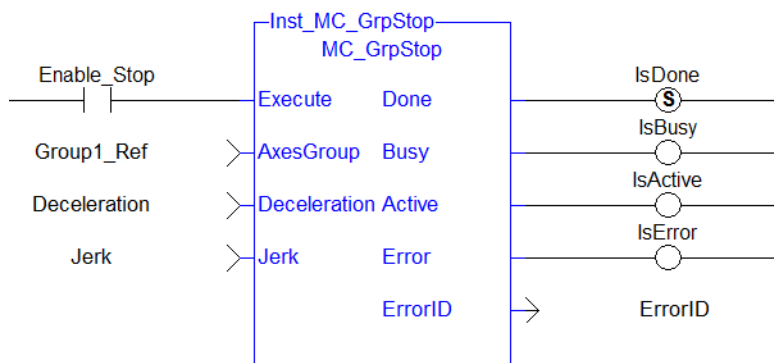 Inst_MC_GrpStop
MC_GrpStop
Enable_Stop
IsDone
Execute Done
S
IsBusy
Group1_Ref
AxesGroup Busy
IsActive
Deceleration
Deceleration Active
IsError
Jerk
Jerk Error
ErrorID
ErrorID